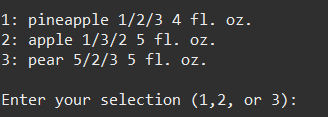 1: pineapple 1/2/3 4 fl. oz.
2: apple 1/3/2 5 fl. oz.
3: pear 5/2/3 5 fl. oz.
Enter your selection (1,2, or 3):